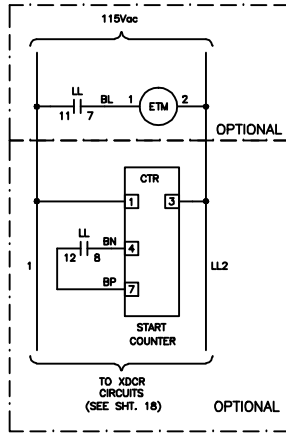 115Vac
LL
BL
1
ETM
2
11
7
OPTIONAL
CTR
1
3
LL
BN
4
12
8
1
BP
7
LL2
START
COUNTER
TO XDCR
CIRCUITS
(SEE SHT. 18)
OPTIONAL